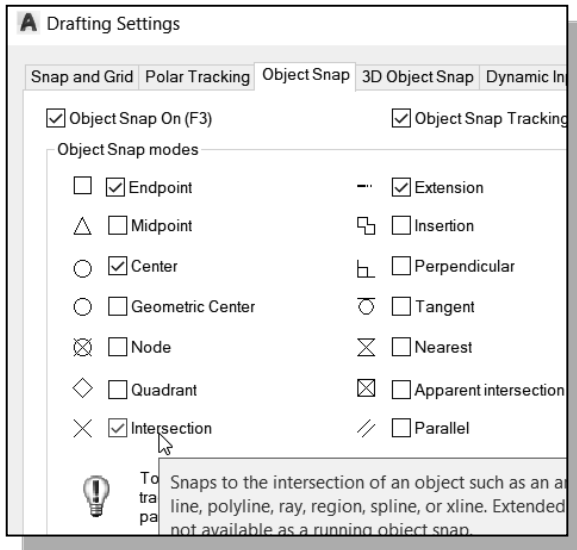 Drafting Settings
Snap and Grid Polar Tracking Object Snap 3D Object Snap Dynamic
Object Snap On (F3) Object Snap Tracking
Object Snap modes
Endpoint Extension
Midpoint Insertion
Center Perpendicular
Geometric Center Tangent
Node Nearest
Quadrant Apparent intersection
Intersection Parallel
To
Snaps to the intersection of an object such as an
line, polyline, ray, region, spline, or xline. Extended
not available as a running object snap.